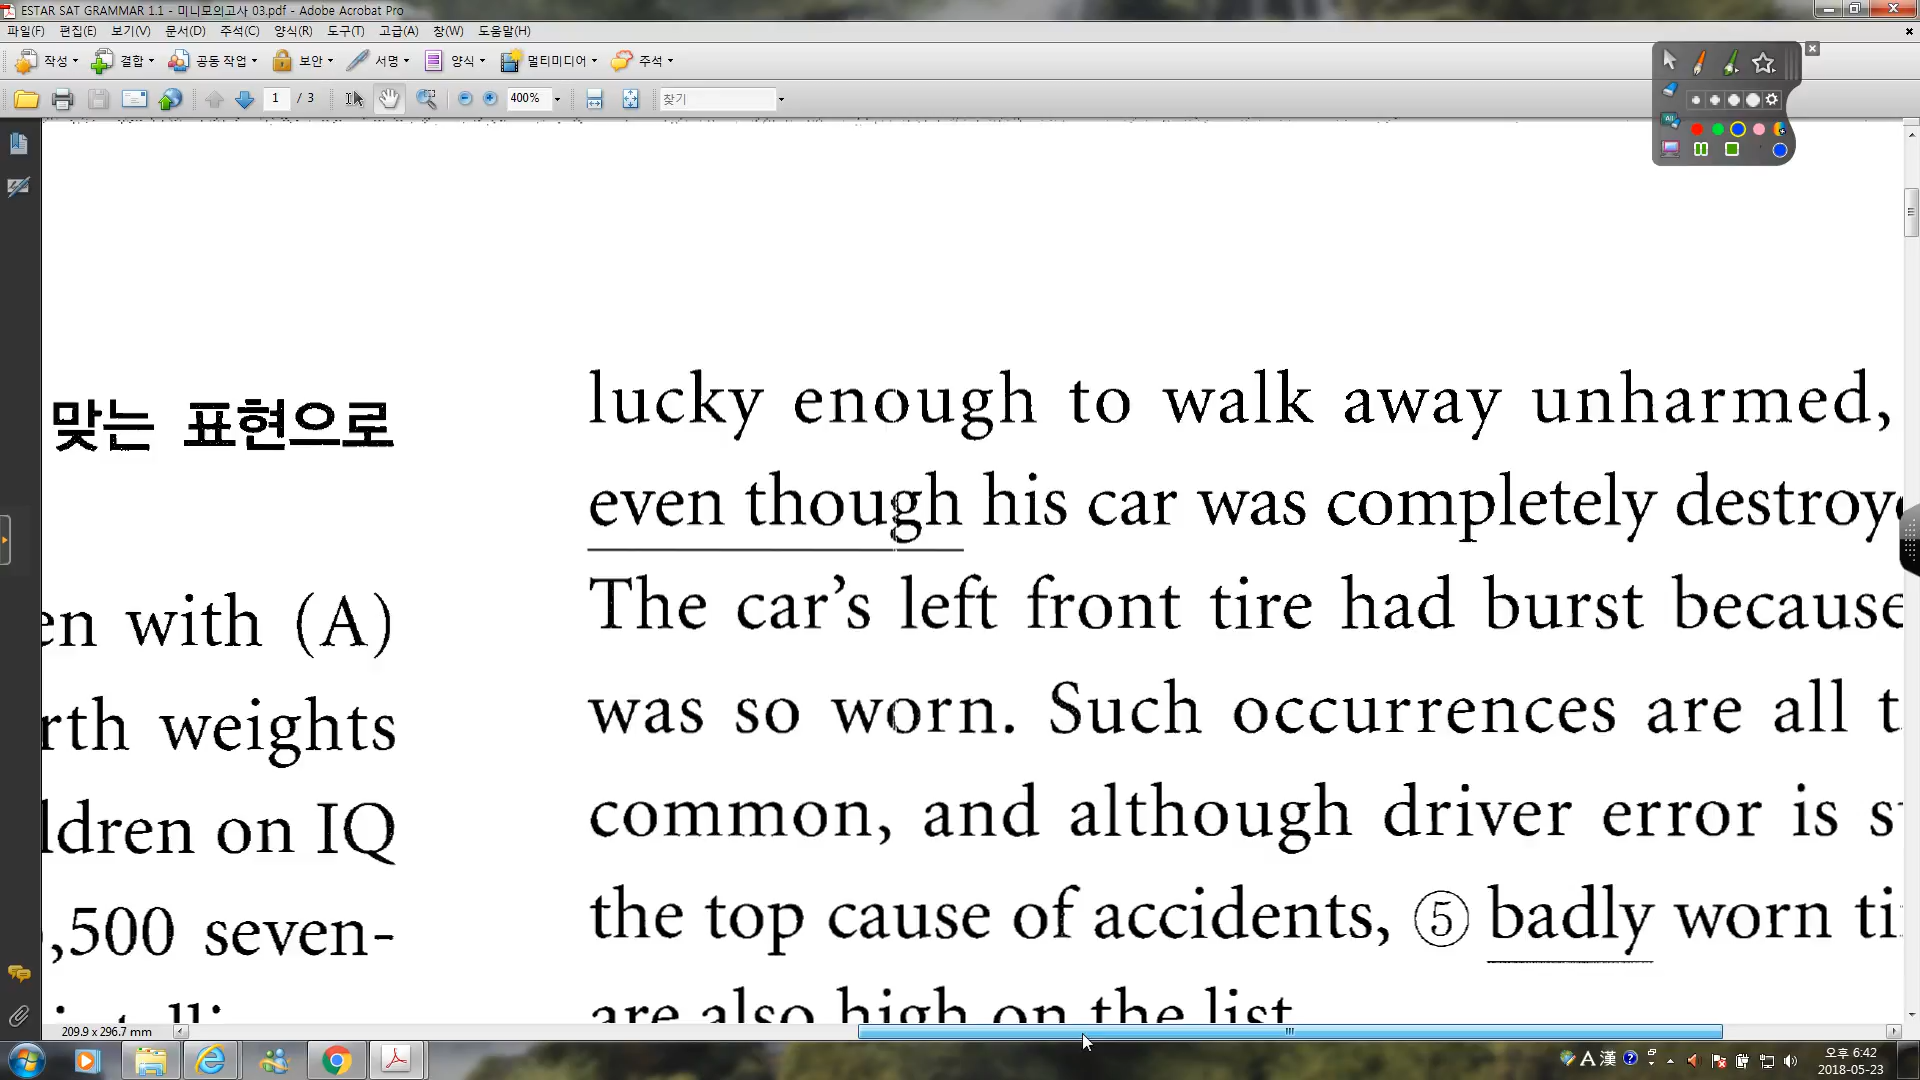 ESTAR SAT GRAMMAR 1.1 - 미니모의고사 03.pdf - Adobe Acrobat Pro
파일(F) 편집(E) 보기(V) 문서(D) 주석(C) 양식(R) 도구(T) 고급(A) 창(W) 도움말(H)
작성 결합 공동 작업 보안 서명 양식 멀티미디어 주석
1 / 3 400% 찾기
All
맞는 표현으로
en with (A)
rth weights
ldren on IQ
,500 seven-
lucky enough to walk away unharmed,
even though his car was completely destroye
The car's left front tire had burst because
was so worn. Such occurrences are all t
common, and although driver error is s
the top cause of accidents, ⑤ badly worn ti
are also high on the list
209.9 x 296.7 mm
A 漢
오후 6:42
2018-05-23